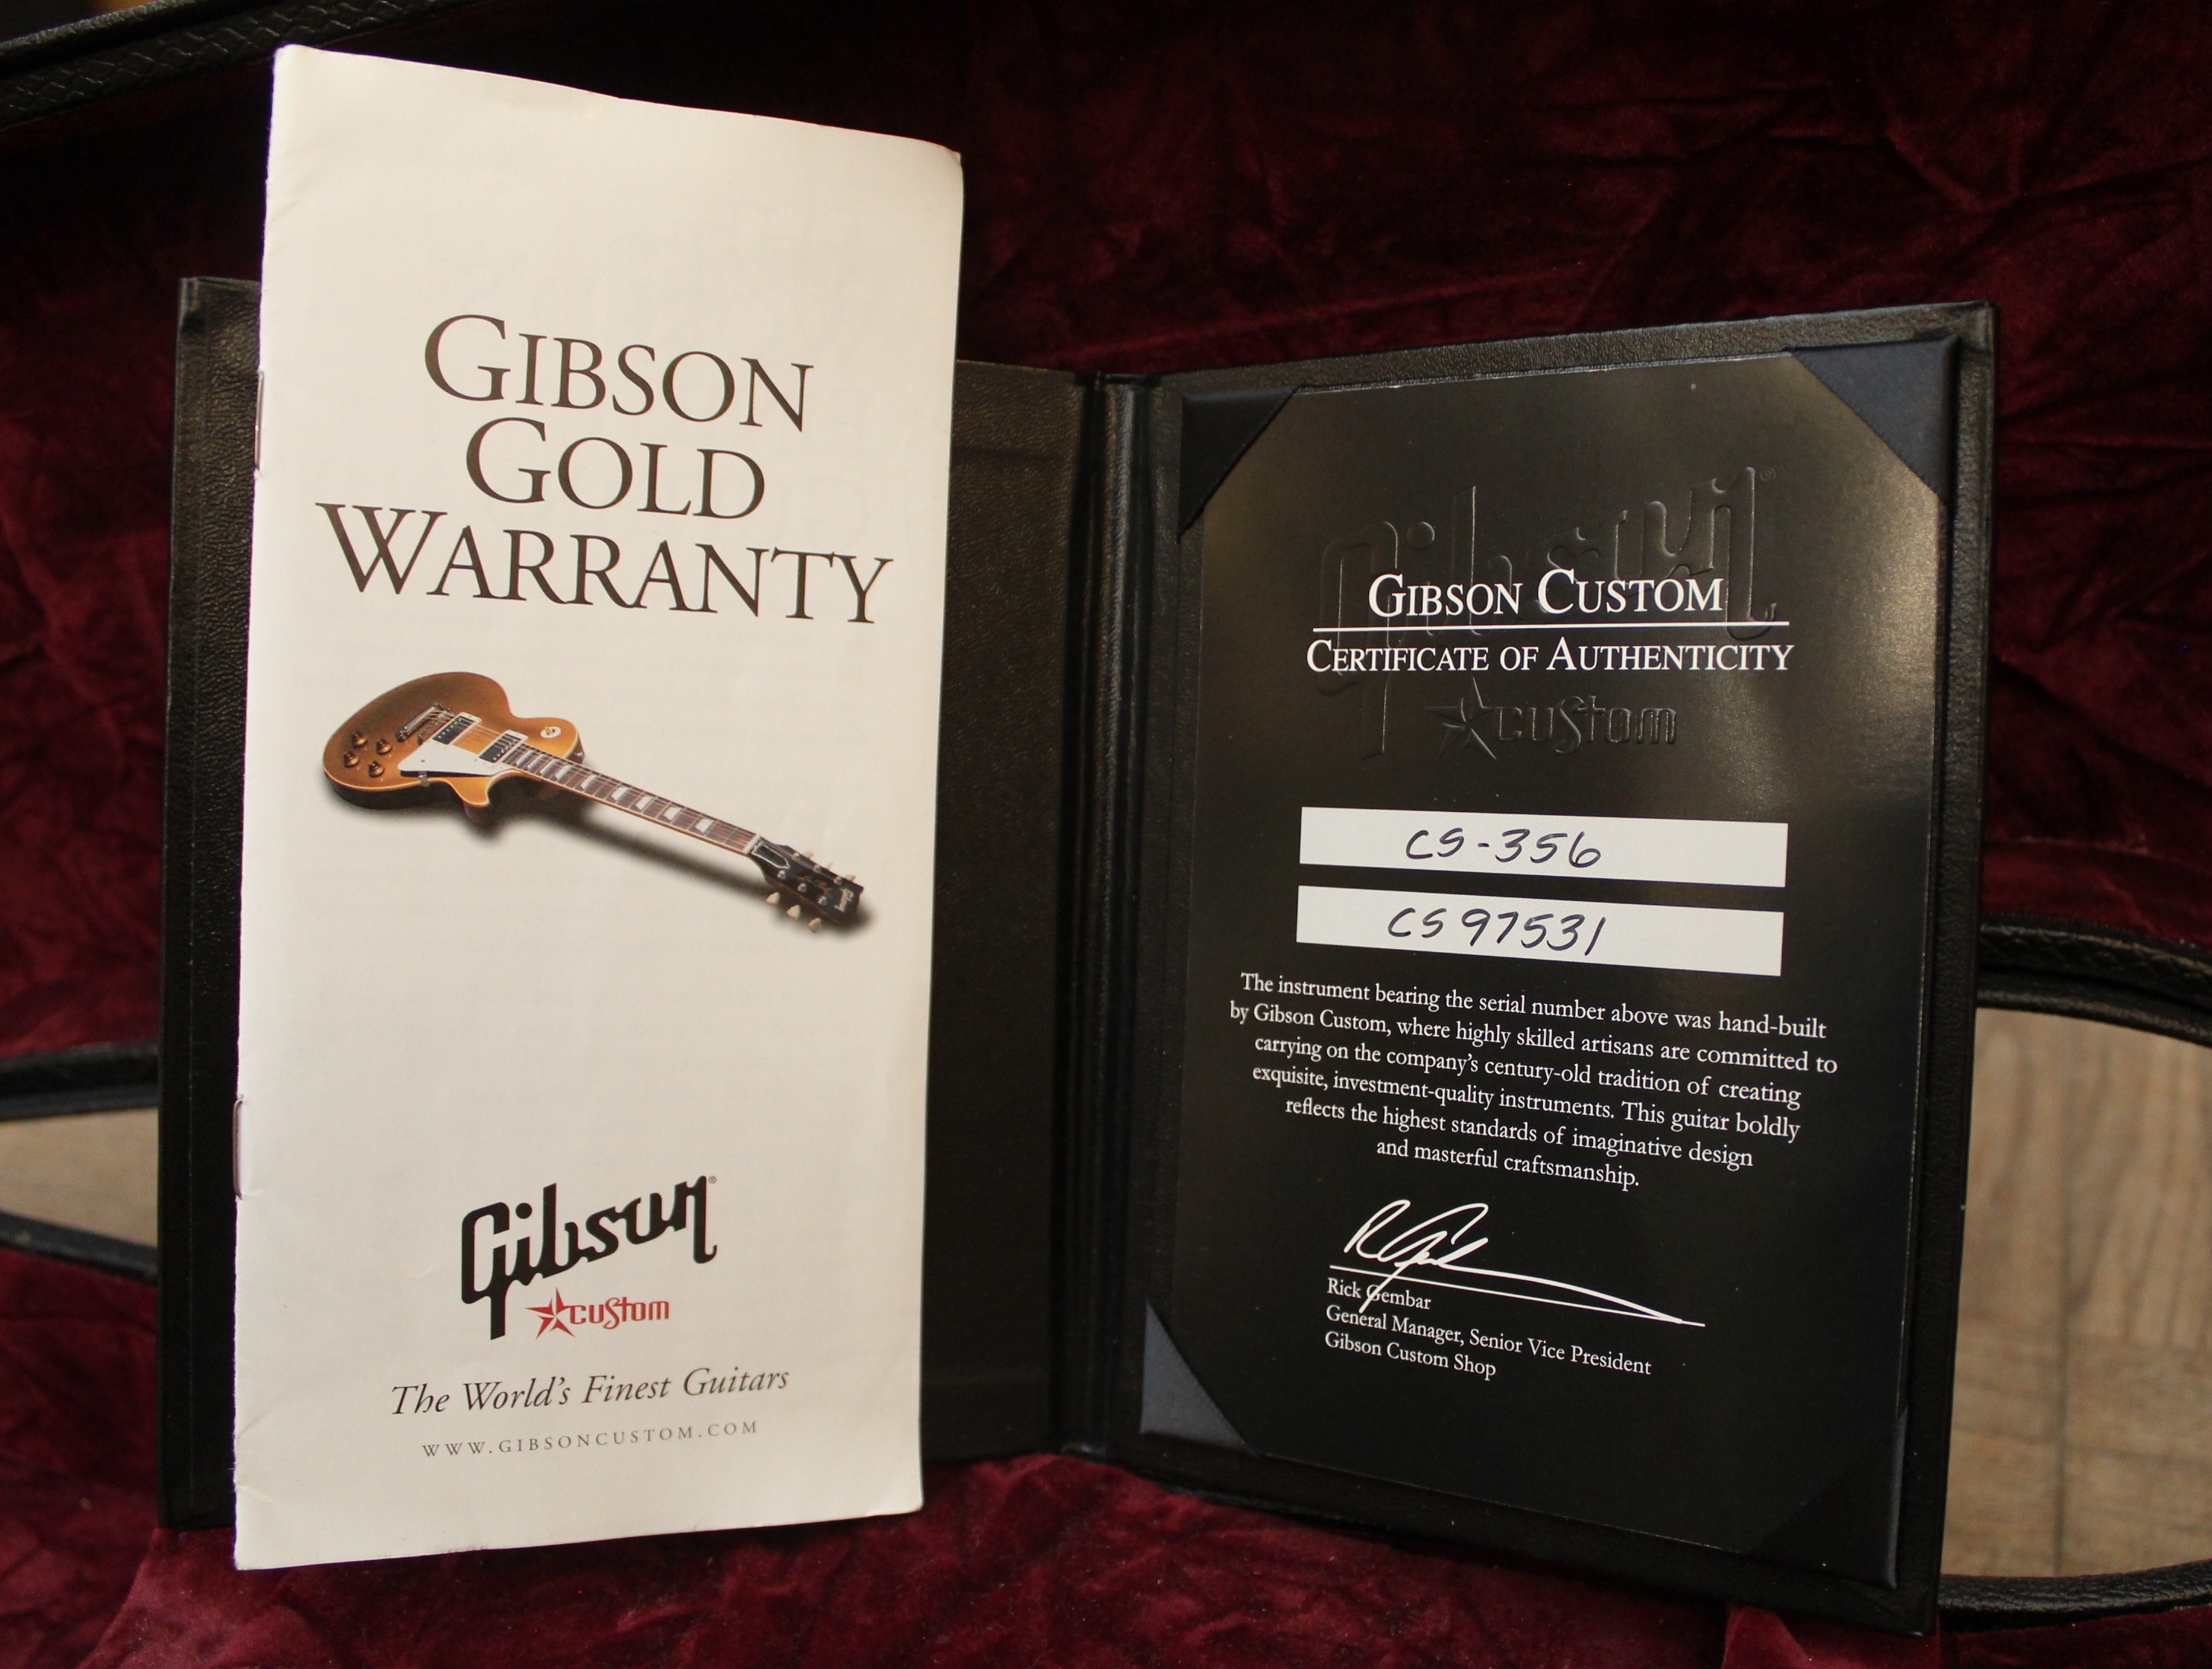 GIBSON
GOLD
WARRANTY
Gibson®
custom
The World's Finest Guitars
WWW.GIBSONCUSTOM.COM
Gibson®
GIBSON CUSTOM
CERTIFICATE OF AUTHENTICITY
custom
CS-356
CS97531
The instrument bearing the serial number above was hand-built
by Gibson Custom, where highly skilled artisans are committed to
carrying on the company's century-old tradition of creating
exquisite, investment-quality instruments. This guitar boldly
reflects the highest standards of imaginative design
and masterful craftsmanship.
Rick Gembar
General Manager, Senior Vice President
Gibson Custom Shop